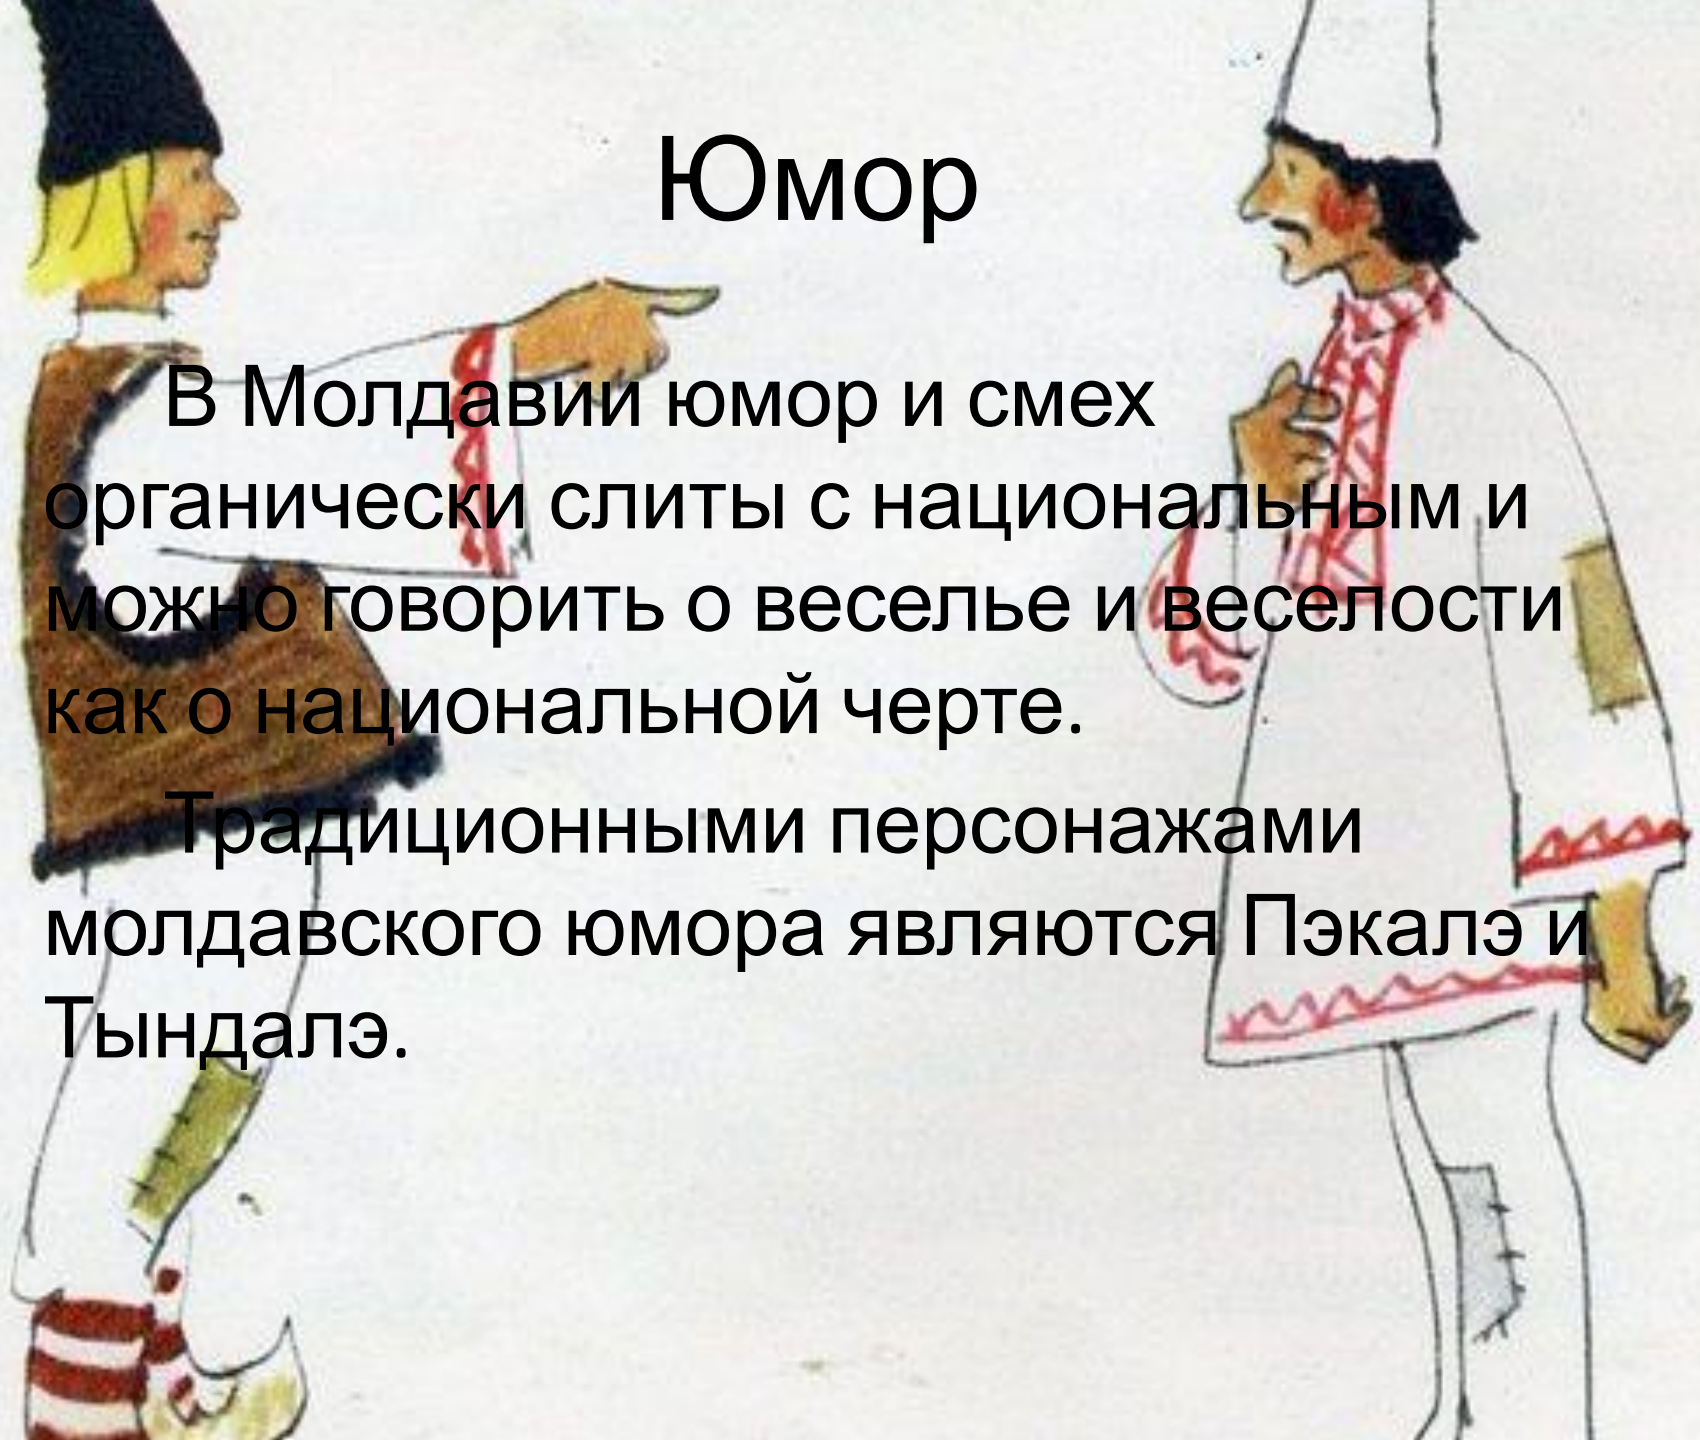 Юмор
В Молдавии юмор и смех
органически слиты с национальным и
можно говорить о веселье и веселости
как о национальной черте.
Традиционными персонажами
молдавского юмора являются Пэкалэ и
Тындалэ.